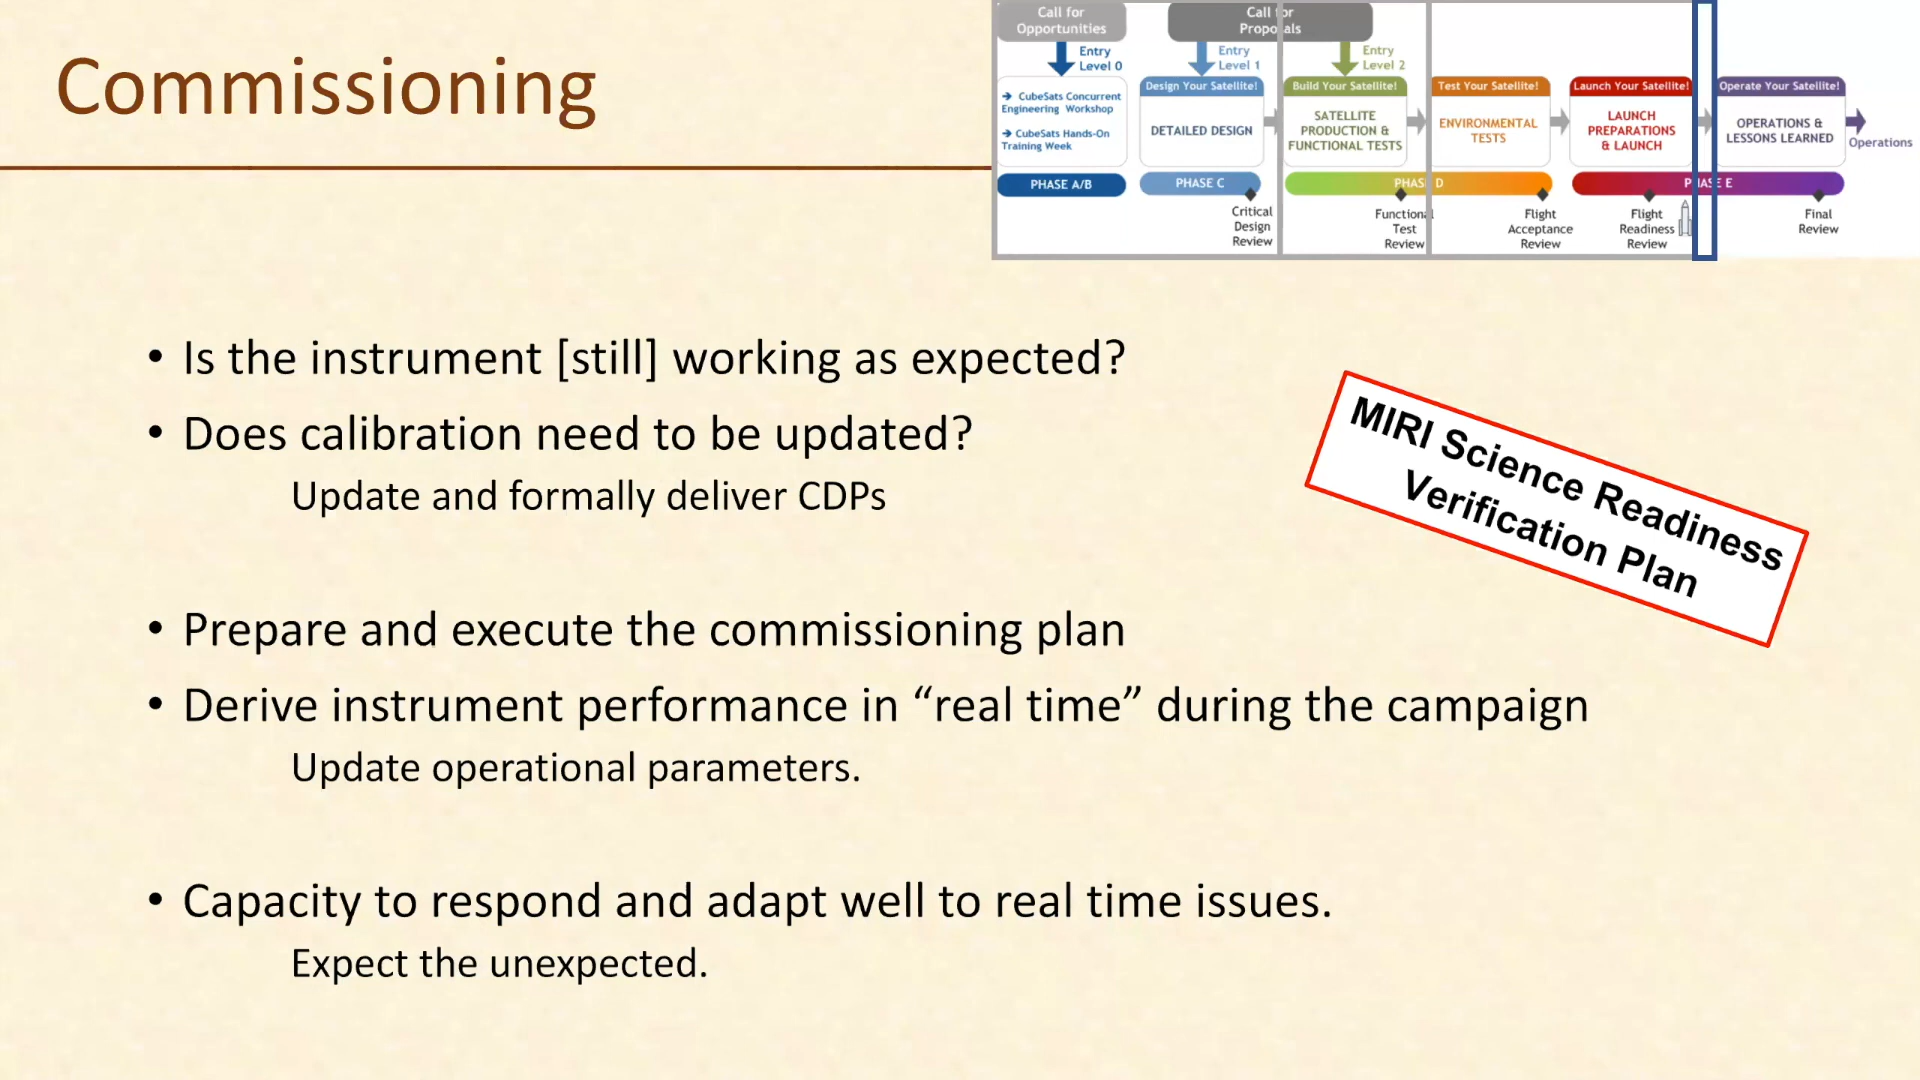 Commissioning
Call for
Opportunities
Call for
Proposals
Entry
Level 0
Entry
Level 1
Entry
Level 2
➔ CubeSats Concurrent
Engineering Workshop
➔ CubeSats Hands-On
Training Week
Design Your Satellite!
DETAILED DESIGN
Build Your Satellite!
SATELLITE
PRODUCTION &
FUNCTIONAL TESTS
Test Your Satellite!
ENVIRONMENTAL
TESTS
Launch Your Satellite!
LAUNCH
PREPARATIONS
& LAUNCH
Operate Your Satellite!
OPERATIONS &
LESSONS LEARNED
Operations
PHASE A/B
PHASE C
PHASE D
PHASE E
Critical
Design
Review
Functional
Test
Review
Flight
Acceptance
Review
Flight
Readiness
Review
Final
Review
• Is the instrument [still] working as expected?
• Does calibration need to be updated?
Update and formally deliver CDPs
MIRI Science Readiness
Verification Plan
• Prepare and execute the commissioning plan
• Derive instrument performance in “real time” during the campaign
Update operational parameters.
• Capacity to respond and adapt well to real time issues.
Expect the unexpected.